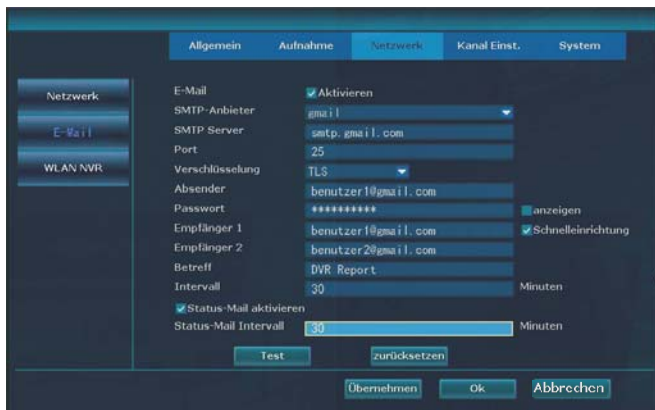 Allgemein Aufnahme Netzwerk Kanal Einst. System
Netzwerk
E-Mail
WLAN NVR
E-Mail Aktivieren
SMTP-Anbieter gmail
SMTP Server smtp.gmail.com
Port 25
Verschlüsselung TLS
Absender benutzer1@gmail.com
Passwort ********** anzeigen
Empfänger 1 benutzer1@gmail.com Schnelleinrichtung
Empfänger 2 benutzer2@gmail.com
Betreff DVR Report
Intervall 30 Minuten
Status-Mail aktivieren
Status-Mail Intervall 30 Minuten
Test zurücksetzen
Übernehmen Ok Abbrechen